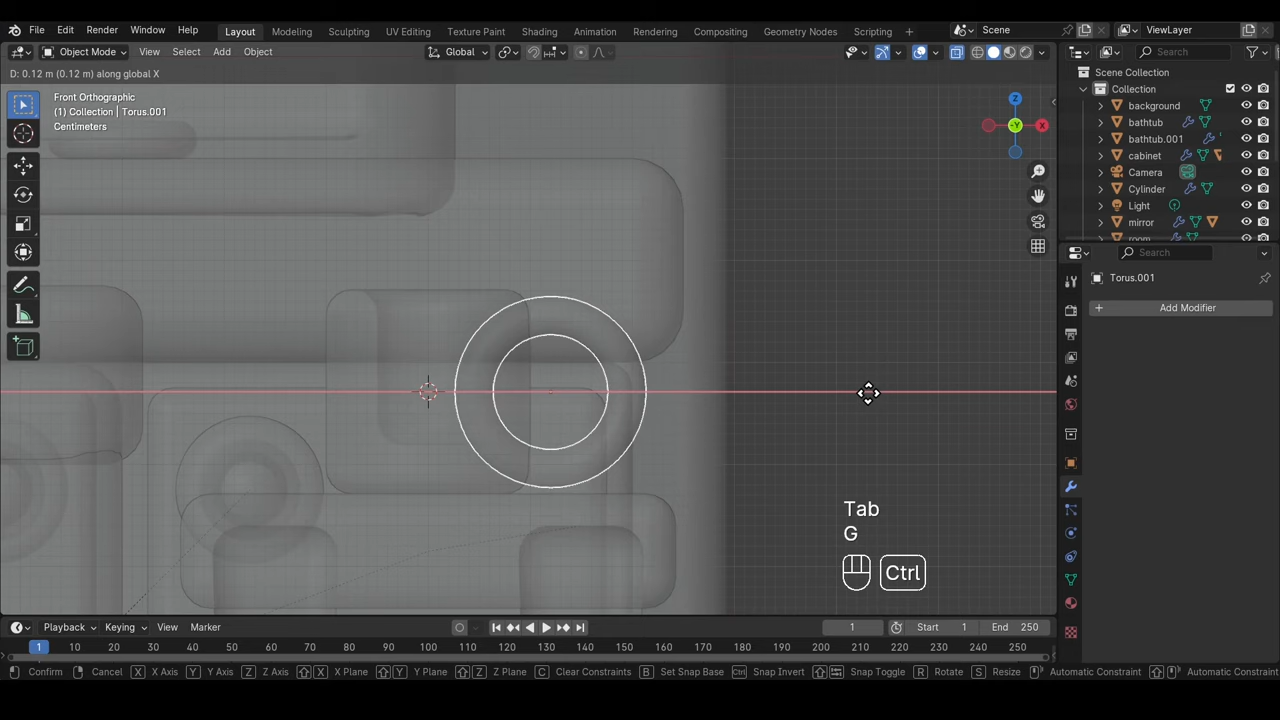 File Edit Render Window Help Layout Modeling Sculpting UV Editing Texture Paint Shading Animation Rendering Compositing Geometry Nodes Scripting + Scene ViewLayer
Object Mode View Select Add Object Global Search
D: 0.12 m (0.12 m) along global X
Scene Collection
Front Orthographic
(1) Collection | Torus.001
Centimeters
Z
-Y
X
Collection
background
bathtub
bathtub.001
cabinet
Camera
Cylinder
Light
mirror
room
Search
Torus.001
+ Add Modifier
Tab
G
Ctrl
Playback Keying View Marker 1 Start 1 End 250
1 10 20 30 40 50 60 70 80 90 100 110 120 130 140 150 160 170 180 190 200 210 220 230 240 250
Confirm Cancel X X Axis Y Y Axis Z Z Axis X X Plane Y Y Plane Z Z Plane C Clear Constraints B Set Snap Base Ctrl Snap Invert Snap Toggle R Rotate S Resize Automatic Constraint Automatic Constraint